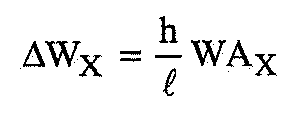 ΔW_X = h/ℓ WA_X